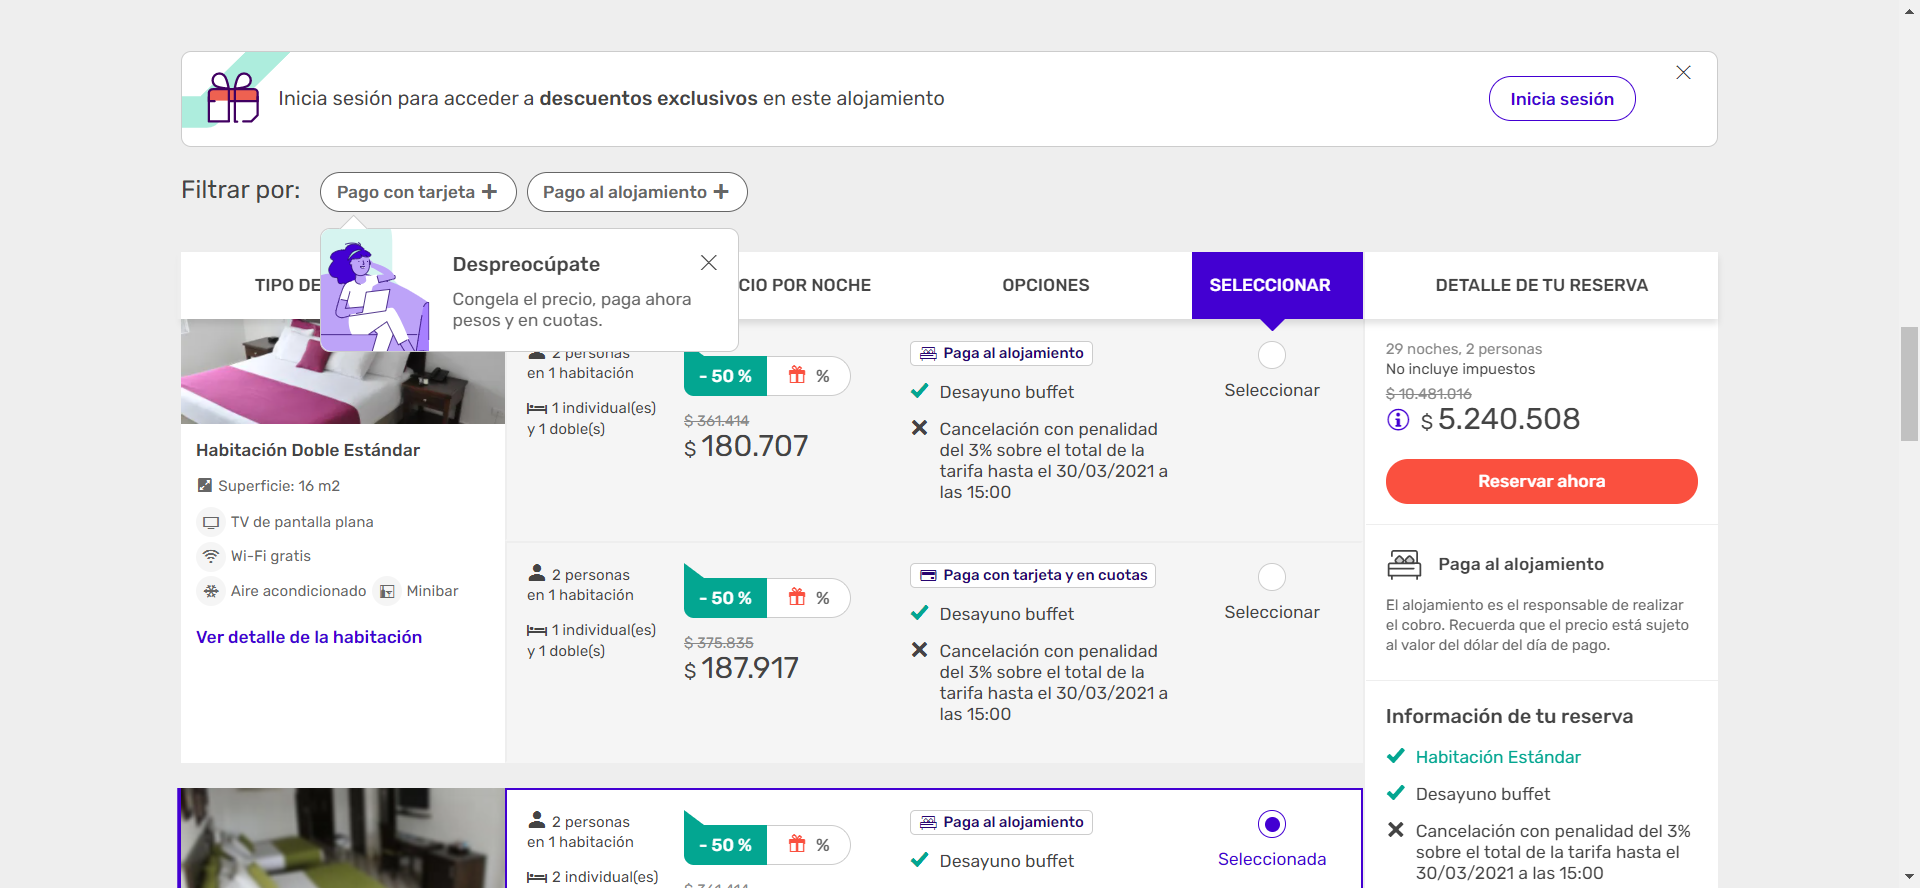 Inicia sesión para acceder a descuentos exclusivos en este alojamiento
Inicia sesión
Filtrar por:
Pago con tarjeta +
Pago al alojamiento +
Despreocúpate
Congela el precio, paga ahora
pesos y en cuotas.
TIPO DE
CIO POR NOCHE
OPCIONES
SELECCIONAR
DETALLE DE TU RESERVA
Habitación Doble Estándar
Superficie: 16 m2
TV de pantalla plana
Wi-Fi gratis
Aire acondicionado
Minibar
Ver detalle de la habitación
2 personas
en 1 habitación
1 individual(es)
y 1 doble(s)
- 50 %
%
$ 361.414
$ 180.707
Paga al alojamiento
Desayuno buffet
Cancelación con penalidad
del 3% sobre el total de la
tarifa hasta el 30/03/2021 a
las 15:00
Seleccionar
2 personas
en 1 habitación
1 individual(es)
y 1 doble(s)
- 50 %
%
$ 375.835
$ 187.917
Paga con tarjeta y en cuotas
Desayuno buffet
Cancelación con penalidad
del 3% sobre el total de la
tarifa hasta el 30/03/2021 a
las 15:00
Seleccionar
2 personas
en 1 habitación
2 individual(es)
- 50 %
%
$ 361.414
Paga al alojamiento
Desayuno buffet
Seleccionada
29 noches, 2 personas
No incluye impuestos
$ 10.481.016
$ 5.240.508
Reservar ahora
Paga al alojamiento
El alojamiento es el responsable de realizar
el cobro. Recuerda que el precio está sujeto
al valor del dólar del día de pago.
Información de tu reserva
Habitación Estándar
Desayuno buffet
Cancelación con penalidad del 3%
sobre el total de la tarifa hasta el
30/03/2021 a las 15:00